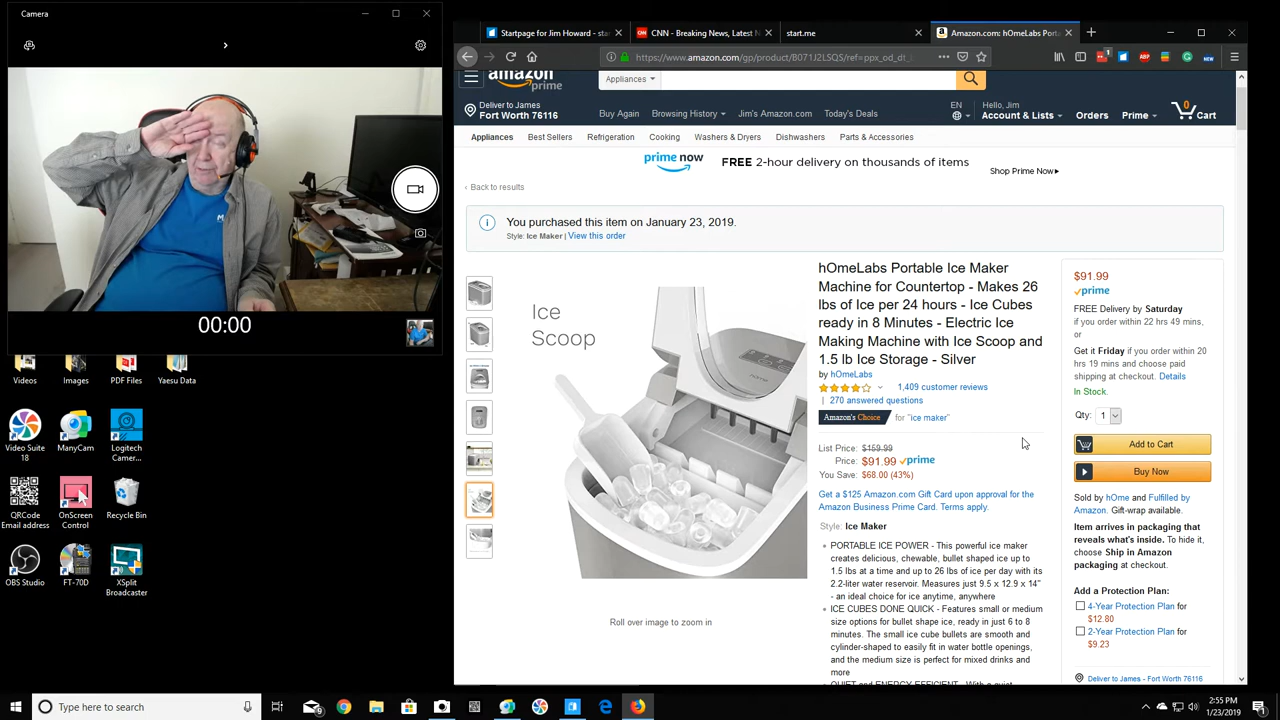 Camera
00:00
Videos
Images
PDF Files
Yaesu Data
Video Suite
18
ManyCam
Logitech
Camer...
QRCode
Email address
OnScreen
Control
Recycle Bin
OBS Studio
FT-70D
XSplit
Broadcaster
Startpage for Jim Howard - star
CNN - Breaking News, Latest N
start.me
Amazon.com: hOmeLabs Porta
https://www.amazon.com/gp/product/B071J2LSQS/ref=ppx_od_dt_
amazon
prime
Appliances
Deliver to James
Fort Worth 76116
Buy Again
Browsing History
Jim's Amazon.com
Today's Deals
EN
Hello, Jim
Account & Lists
Orders
Prime
0
Cart
Appliances
Best Sellers
Refrigeration
Cooking
Washers & Dryers
Dishwashers
Parts & Accessories
prime now
FREE 2-hour delivery on thousands of items
Shop Prime Now
‹ Back to results
You purchased this item on January 23, 2019.
Style: Ice Maker | View this order
Ice
Scoop
Roll over image to zoom in
hOmeLabs Portable Ice Maker
Machine for Countertop - Makes 26
lbs of Ice per 24 hours - Ice Cubes
ready in 8 Minutes - Electric Ice
Making Machine with Ice Scoop and
1.5 lb Ice Storage - Silver
by hOmeLabs
1,409 customer reviews
| 270 answered questions
Amazon's Choice for "ice maker"
List Price: $159.99
Price: $91.99 prime
You Save: $68.00 (43%)
Get a $125 Amazon.com Gift Card upon approval for the
Amazon Business Prime Card. Terms apply.
Style: Ice Maker
• PORTABLE ICE POWER - This powerful ice maker
creates delicious, chewable, bullet shaped ice up to
1.5 lbs at a time and up to 26 lbs of ice per day with its
2.2-liter water reservoir. Measures just 9.5 x 12.9 x 14"
- an ideal choice for ice anytime, anywhere
• ICE CUBES DONE QUICK - Features small or medium
size options for bullet shape ice, ready in just 6 to 8
minutes. The small ice cube bullets are smooth and
cylinder-shaped to easily fit in water bottle openings,
and the medium size is perfect for mixed drinks and
more
• QUIET and ENERGY EFFICIENT - With a quiet
$91.99
prime
FREE Delivery by Saturday
if you order within 22 hrs 49 mins,
or
Get it Friday if you order within 20
hrs 19 mins and choose paid
shipping at checkout. Details
In Stock.
Qty: 1
Add to Cart
Buy Now
Sold by hOme and Fulfilled by
Amazon. Gift-wrap available.
Item arrives in packaging that
reveals what's inside. To hide it,
choose Ship in Amazon
packaging at checkout.
Add a Protection Plan:
4-Year Protection Plan for
$12.80
2-Year Protection Plan for
$9.23
Deliver to James - Fort Worth 76116
Type here to search
2:55 PM
1/23/2019